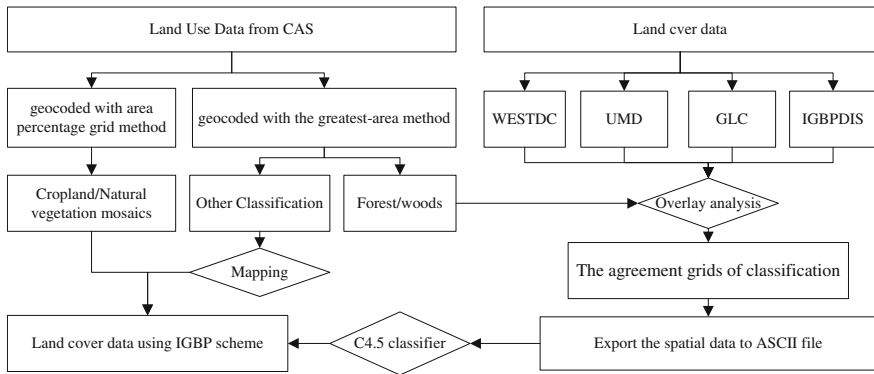 Land Use Data from CAS
Land cver data
geocoded with area
percentage grid method
geocoded with the greatest-area method
WESTDC
UMD
GLC
IGBPDIS
Cropland/Natural
vegetation mosaics
Other Classification
Forest/woods
Overlay analysis
Mapping
The agreement grids of classification
Land cover data using IGBP scheme
C4.5 classifier
Export the spatial data to ASCII file